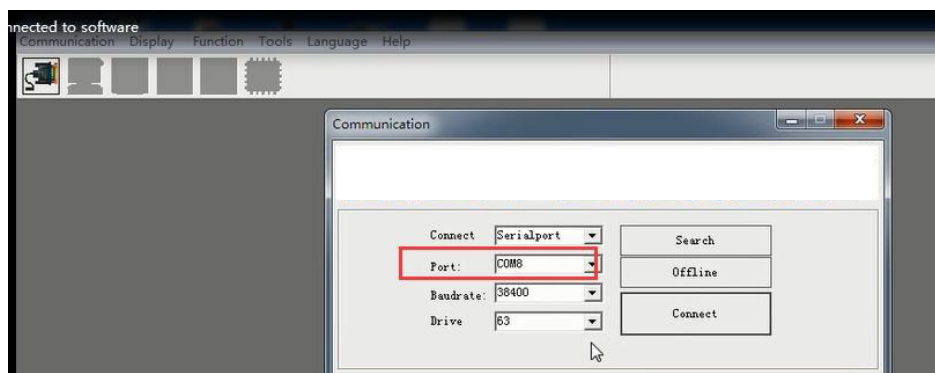 nnected to software
Communication Display Function Tools Language Help
Communication
Connect Serialport
Search
Port: COM8
Offline
Baudrate: 38400
Connect
Drive 63